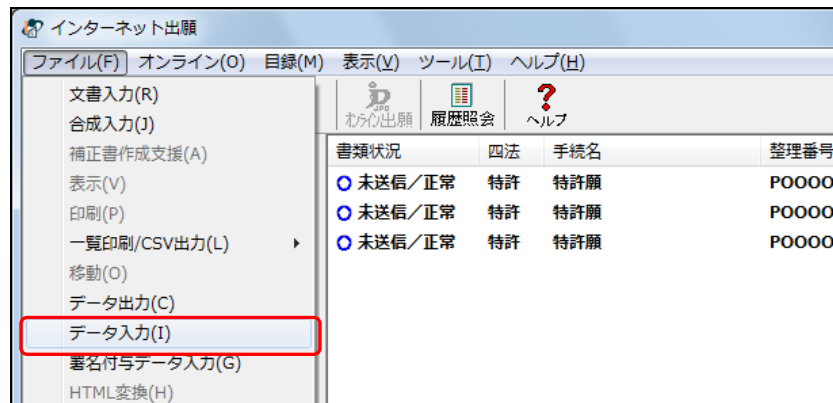 インターネット出願
ファイル(F) オンライン(O) 目録(M) 表示(V) ツール(I) ヘルプ(H)
文書入力(R)
合成入力(J)
補正書作成支援(A)
表示(V)
印刷(P)
一覧印刷/CSV出力(L)
移動(O)
データ出力(C)
データ入力(I)
署名付与データ入力(G)
HTML変換(H)
JPO
オンライン出願 履歴照会 ヘルプ
書類状況 四法 手続名 整理番号
未送信/正常 特許 特許願 P0000
未送信/正常 特許 特許願 P0000
未送信/正常 特許 特許願 P0000